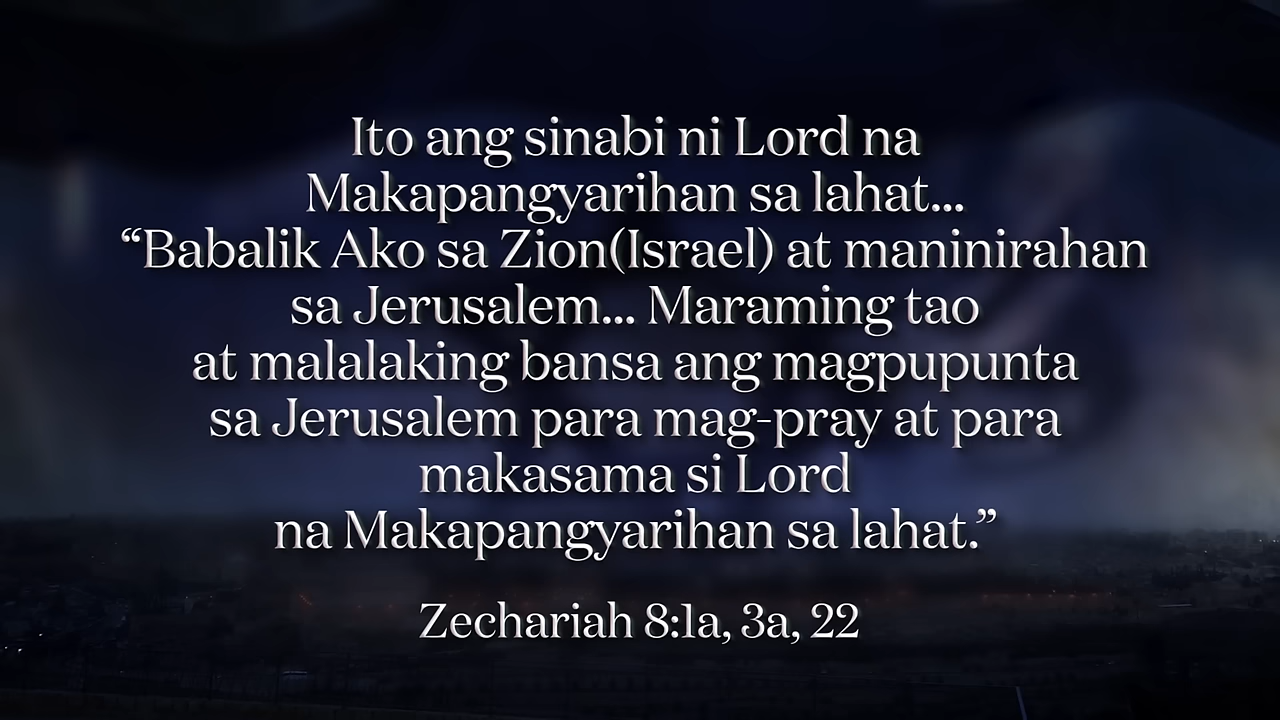 Ito ang sinabi ni Lord na
Makapangyarihan sa lahat...
“Babalik Ako sa Zion(Israel) at maninirahan
sa Jerusalem... Maraming tao
at malalaking bansa ang magpupunta
sa Jerusalem para mag-pray at para
makasama si Lord
na Makapangyarihan sa lahat.”
Zechariah 8:1a, 3a, 22